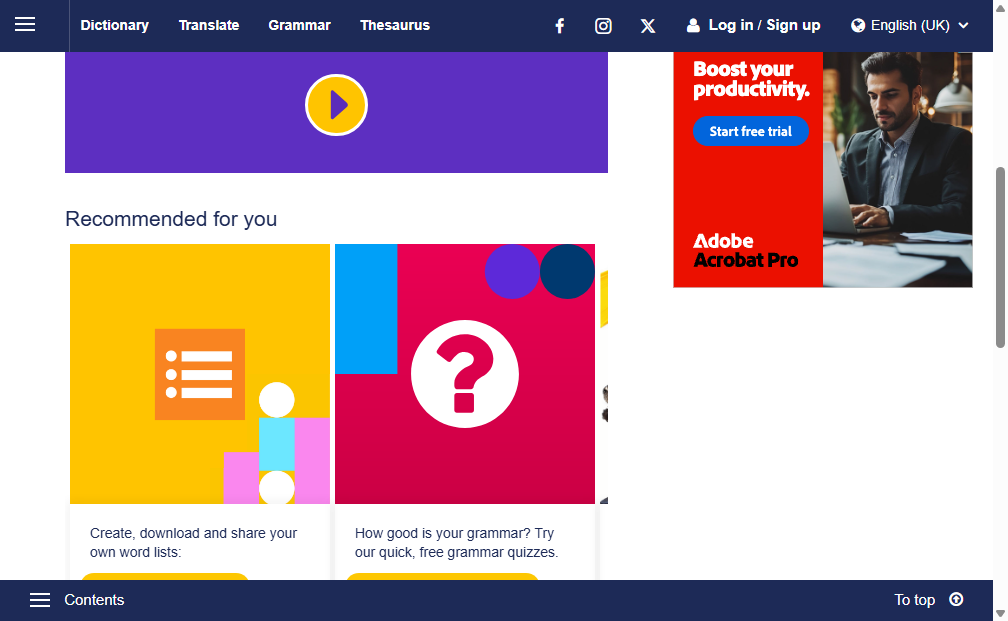 Dictionary Translate Grammar Thesaurus Log in / Sign up English (UK)
Boost your
productivity.
Start free trial
Adobe
Acrobat Pro
Recommended for you
Create, download and share your
own word lists:
How good is your grammar? Try
our quick, free grammar quizzes.
Contents To top